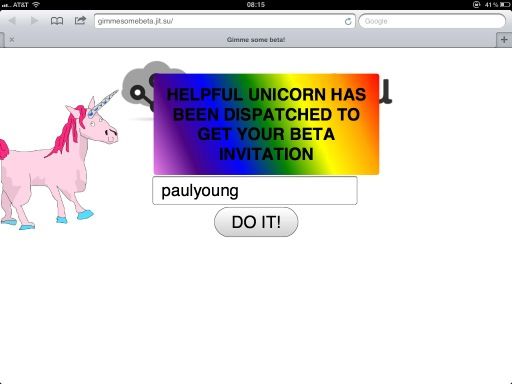 AT&T
08:15
41%
gimmesomebeta.jit.su/
Google
Gimme some beta!
HELPFUL UNICORN HAS
BEEN DISPATCHED TO
GET YOUR BETA
INVITATION
paulyoung
DO IT!